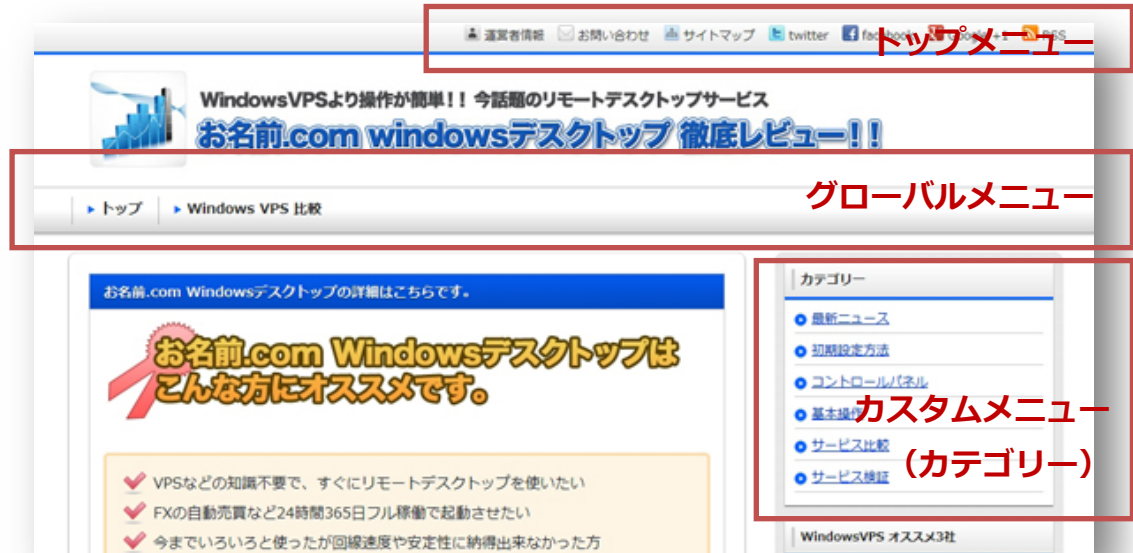 運営者情報 お問い合わせ サイトマップ twitter facebook Google +1 RSS
トップメニュー
WindowsVPSより操作が簡単!! 今話題のリモートデスクトップサービス
お名前.com windowsデスクトップ 徹底レビュー!!
グローバルメニュー
トップ Windows VPS 比較
お名前.com Windowsデスクトップの詳細はこちらです。
お名前.com Windowsデスクトップは
こんな方にオススメです。
VPSなどの知識不要で、すぐにリモートデスクトップを使いたい
FXの自動売買など24時間365日フル稼働で起動させたい
今までいろいろと使ったが回線速度や安定性に納得出来なかった方
カテゴリー
最新ニュース
初期設定方法
コントロールパネル
基本操作
サービス比較
サービス検証
カスタムメニュー
（カテゴリー）
WindowsVPS オススメ3社